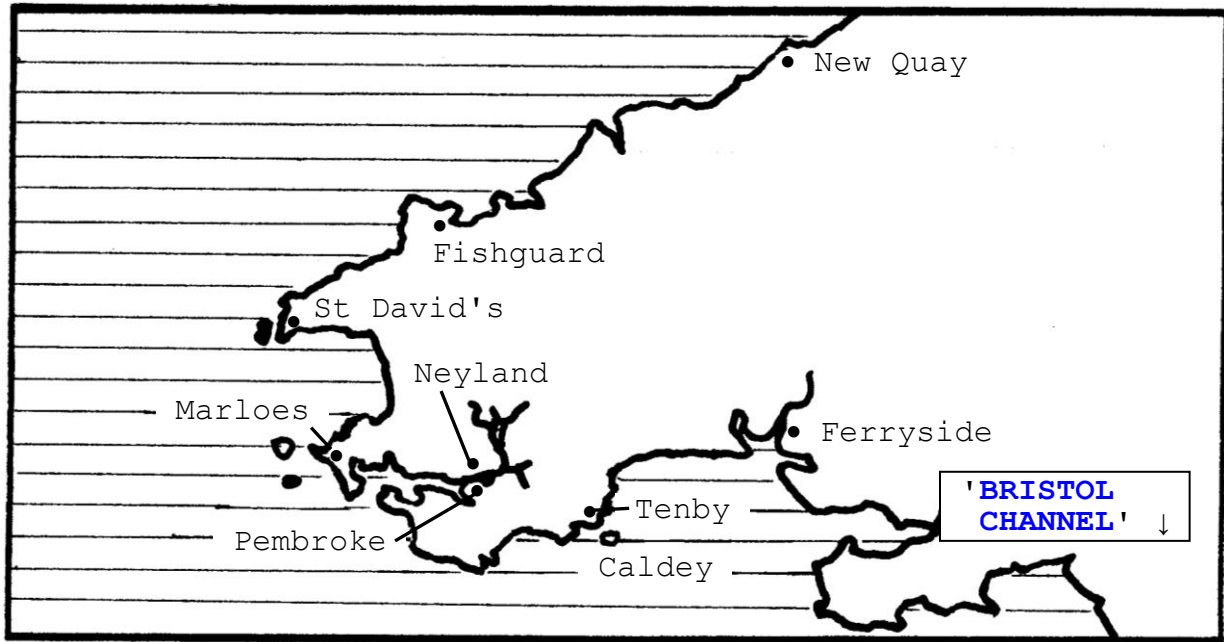 New Quay
Fishguard
St David's
Neyland
Marloes
Ferryside
'BRISTOL
CHANNEL' ↓
Tenby
Pembroke
Caldey